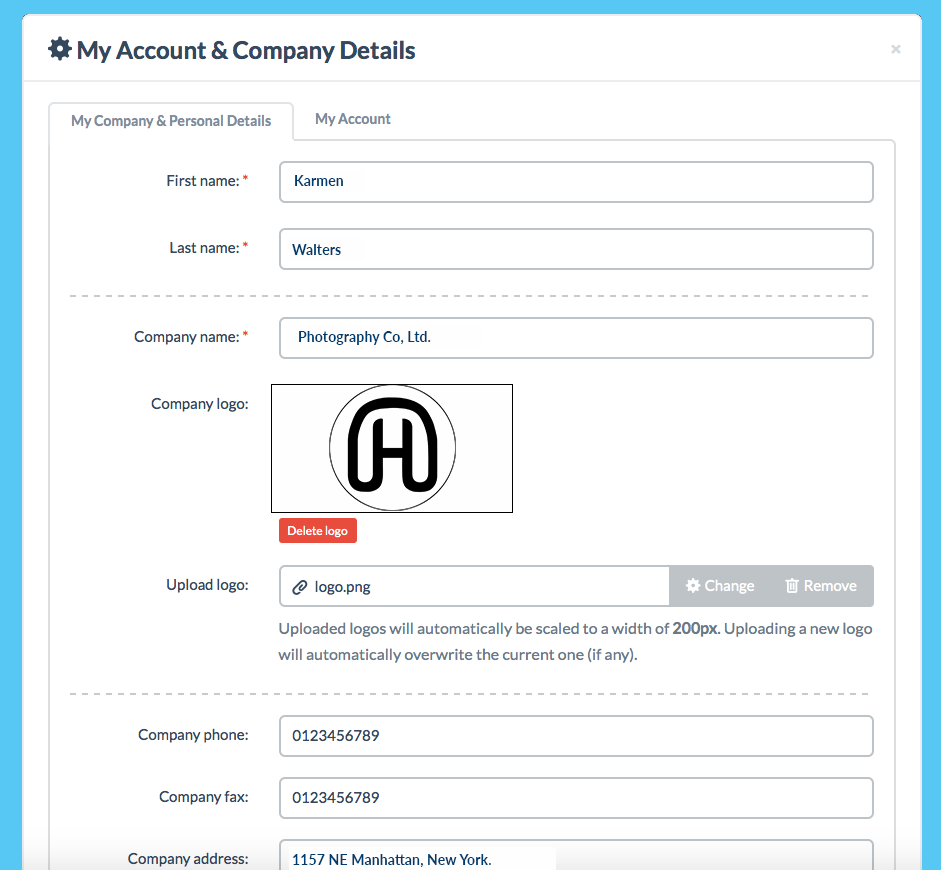 My Account & Company Details
×
My Company & Personal Details
My Account
First name: *
Karmen
Last name: *
Walters
Company name: *
Photography Co, Ltd.
Company logo:
H
Delete logo
Upload logo:
logo.png
Change
Remove
Uploaded logos will automatically be scaled to a width of 200px. Uploading a new logo
will automatically overwrite the current one (if any).
Company phone:
0123456789
Company fax:
0123456789
Company address:
1157 NE Manhattan, New York.